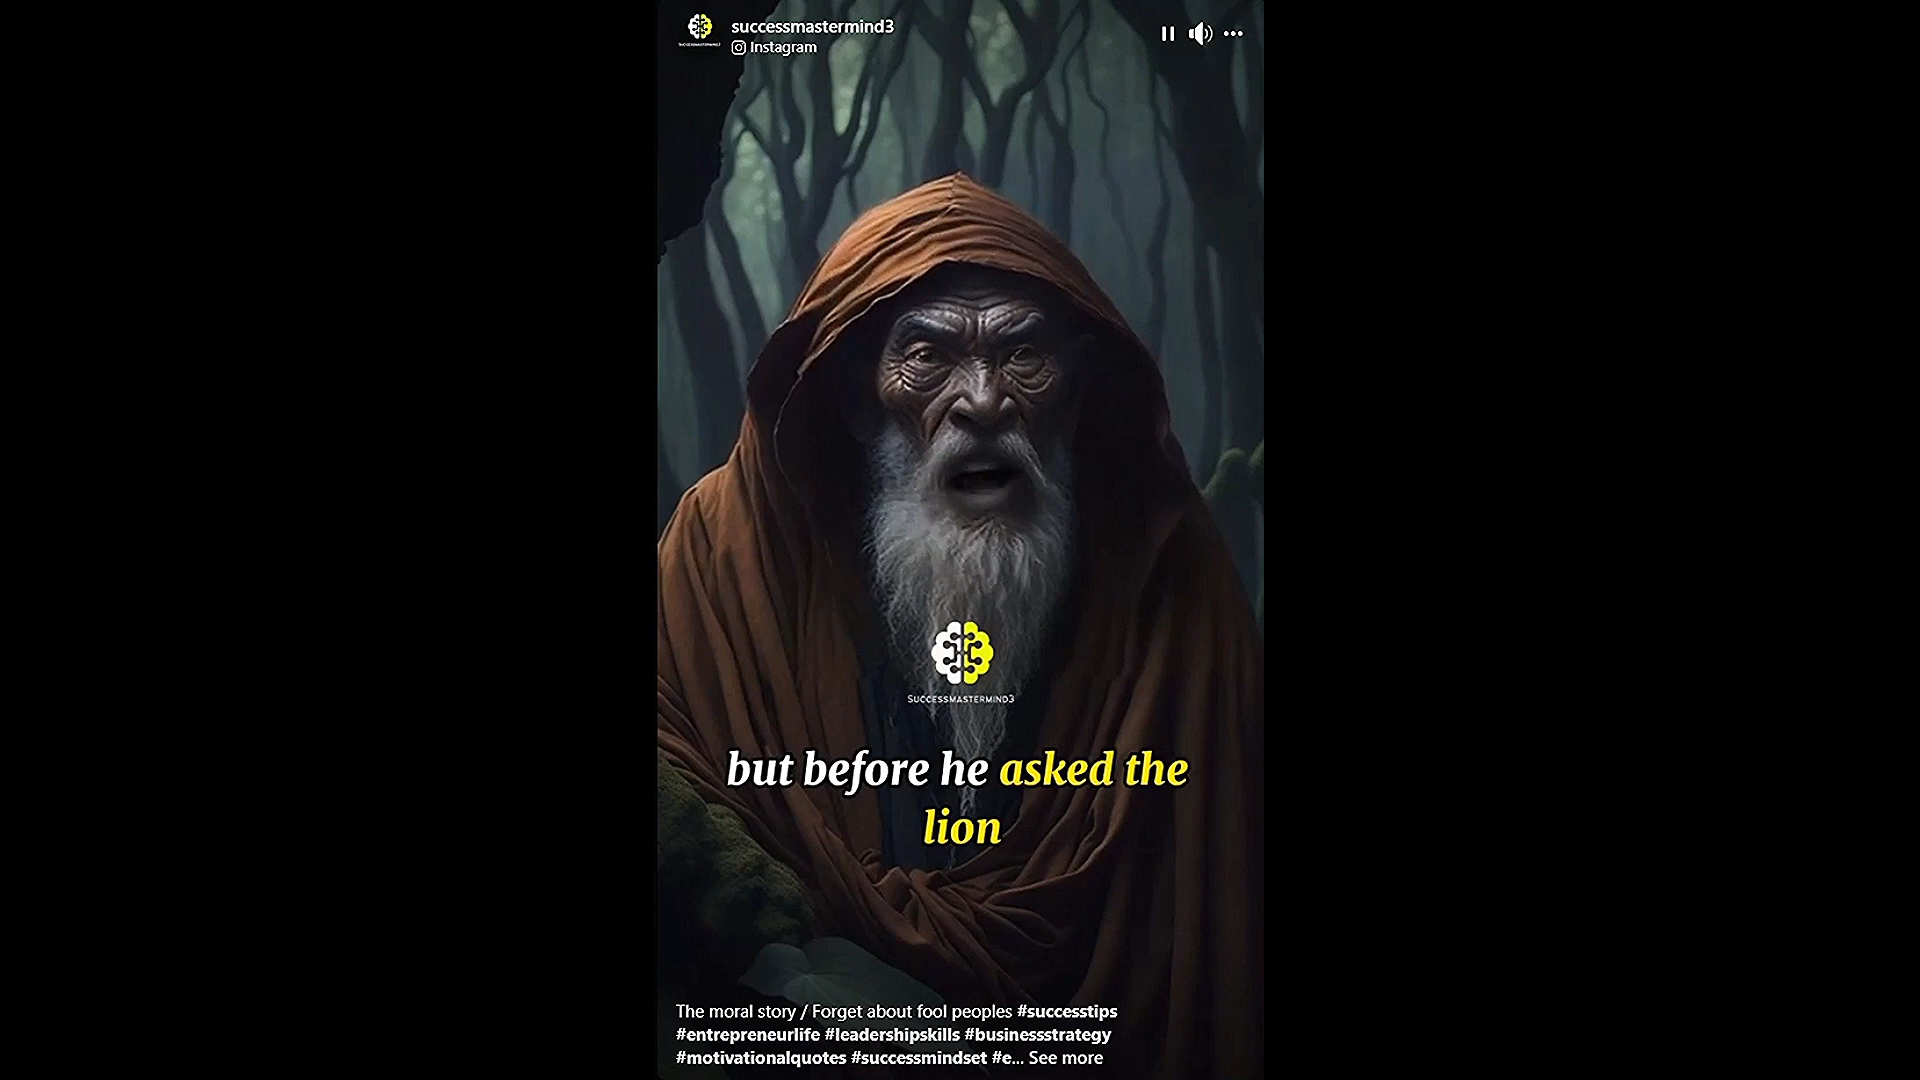 successmastermind3
Instagram
SUCCESSMASTERMIND3
but before he asked the
lion
The moral story / Forget about fool peoples #successtips
#entrepreneurlife #leadershipskills #businessstrategy
#motivationalquotes #successmindset #e... See more